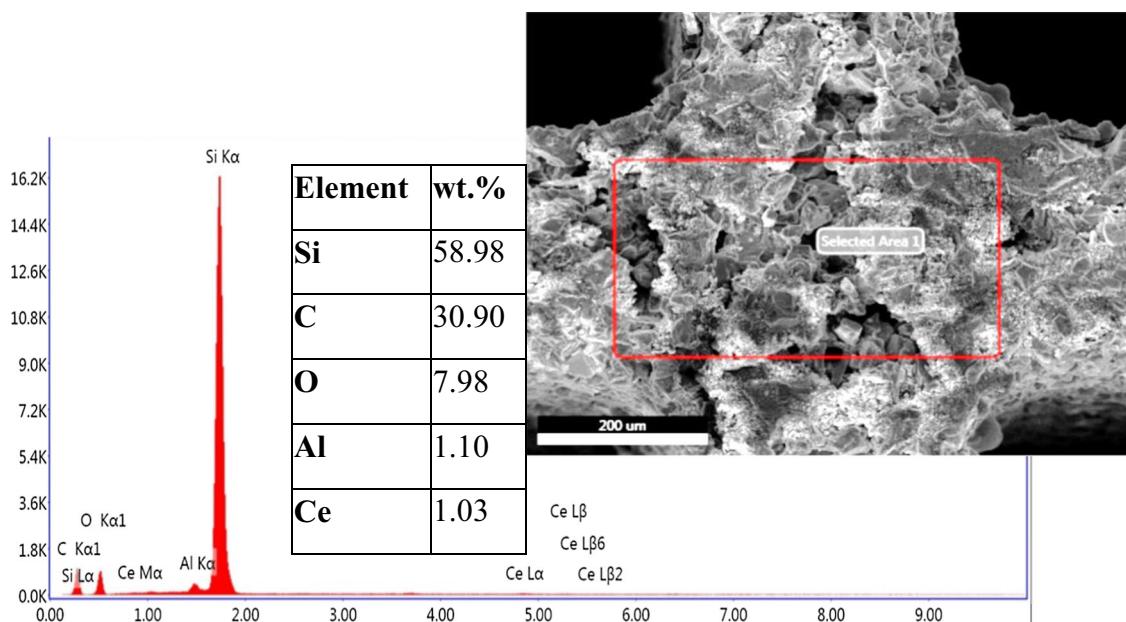 Si Kα
16.2K
14.4K
12.6K
10.8K
9.0K
7.2K
5.4K
3.6K
1.8K
0.0K
O Kα1
C Kα1
Si Lα
Ce Mα
Al Kα
Element wt.%
Si 58.98
C 30.90
O 7.98
Al 1.10
Ce 1.03
Selected Area 1
200 um
Ce Lβ
Ce Lβ6
Ce Lα Ce Lβ2
0.00 1.00 2.00 3.00 4.00 5.00 6.00 7.00 8.00 9.00